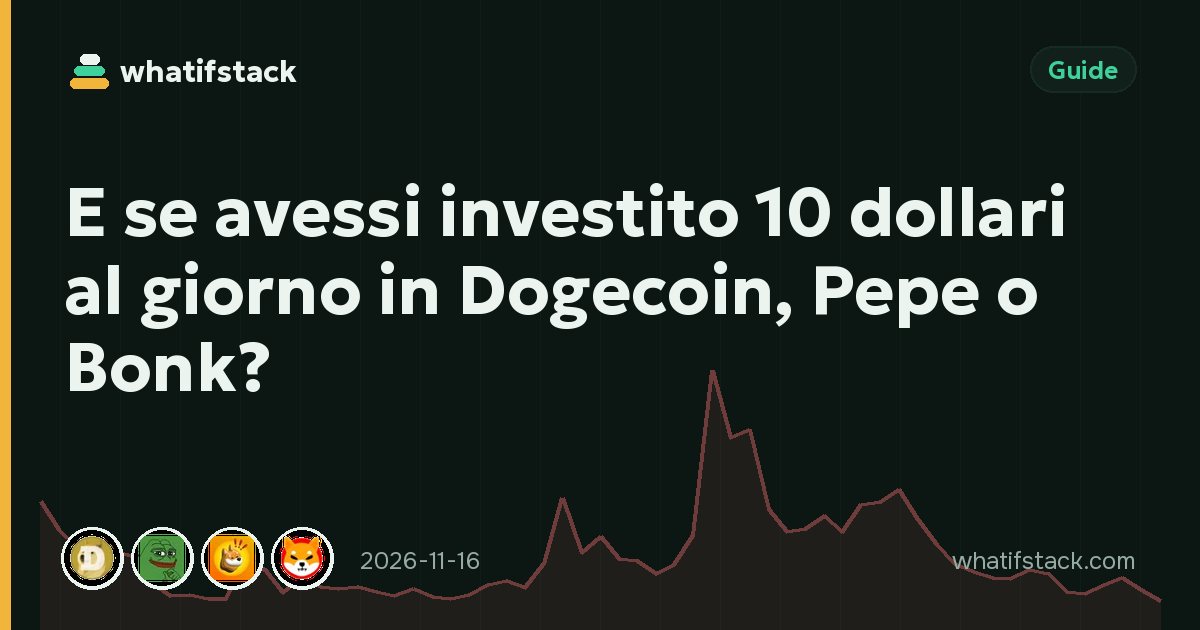 whatifstack
Guide
E se avessi investito 10 dollari
al giorno in Dogecoin, Pepe o
Bonk?
2026-11-16
whatifstack.com